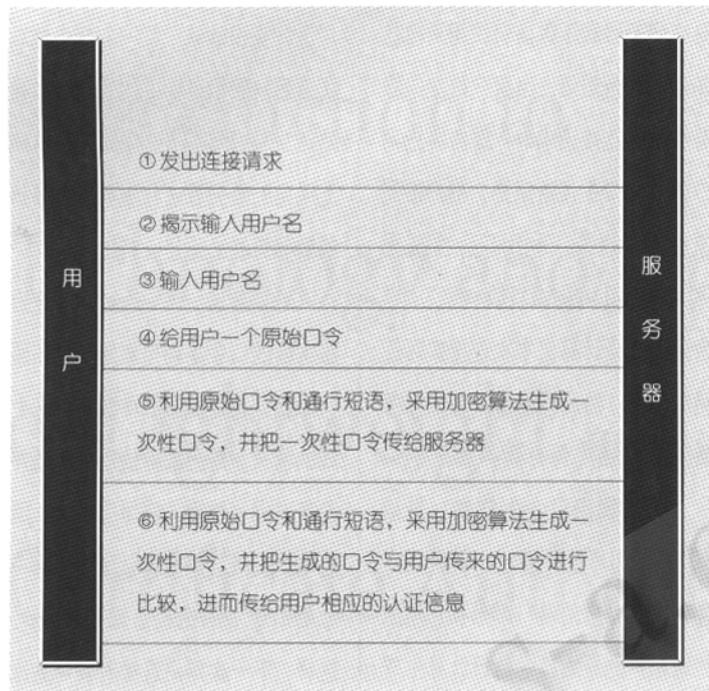 ①发出连接请求
②揭示输入用户名
③输入用户名
④给用户一个原始口令
⑤利用原始口令和通行短语，采用加密算法生成一
次性口令，并把一次性口令传给服务器
⑥利用原始口令和通行短语，采用加密算法生成一
次性口令，并把生成的口令与用户传来的口令进行
比较，进而传给用户相应的认证信息
用
户
服
务
器